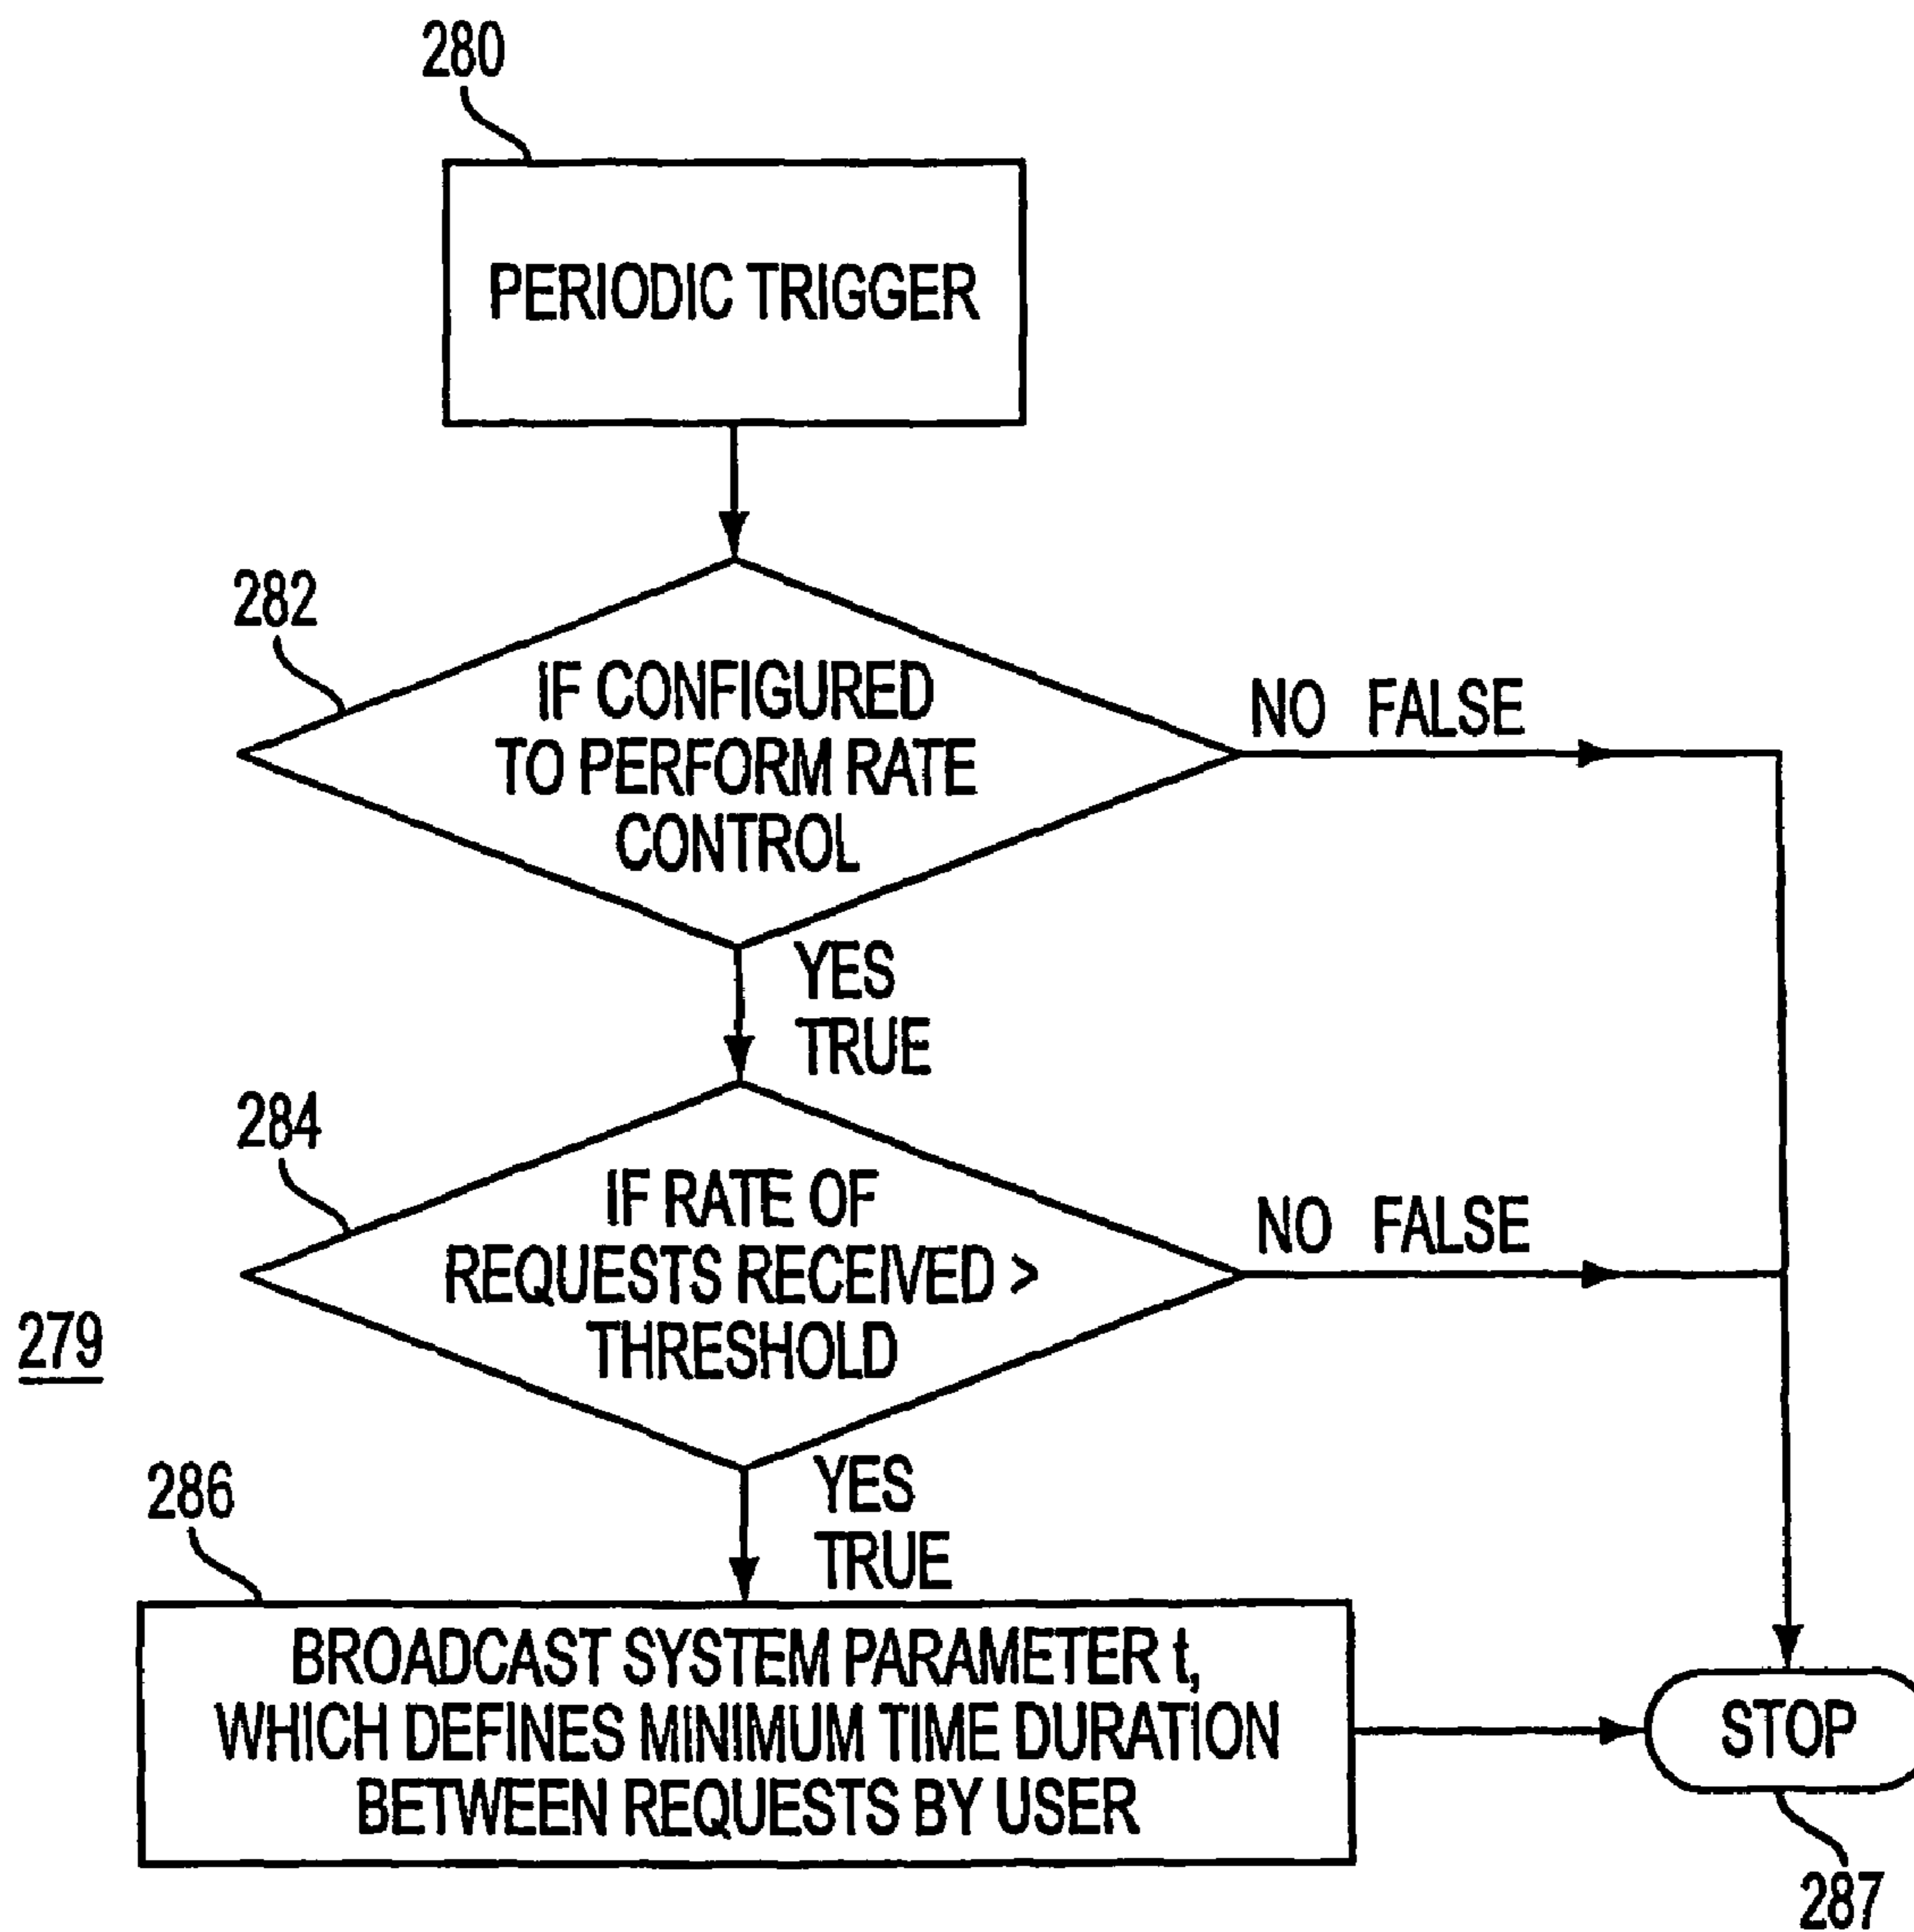 280
PERIODIC TRIGGER
282
IF CONFIGURED
TO PERFORM RATE
CONTROL
NO FALSE
YES
TRUE
284
IF RATE OF
REQUESTS RECEIVED >
THRESHOLD
NO FALSE
279
YES
TRUE
286
BROADCAST SYSTEM PARAMETER t,
WHICH DEFINES MINIMUM TIME DURATION
BETWEEN REQUESTS BY USER
STOP
287